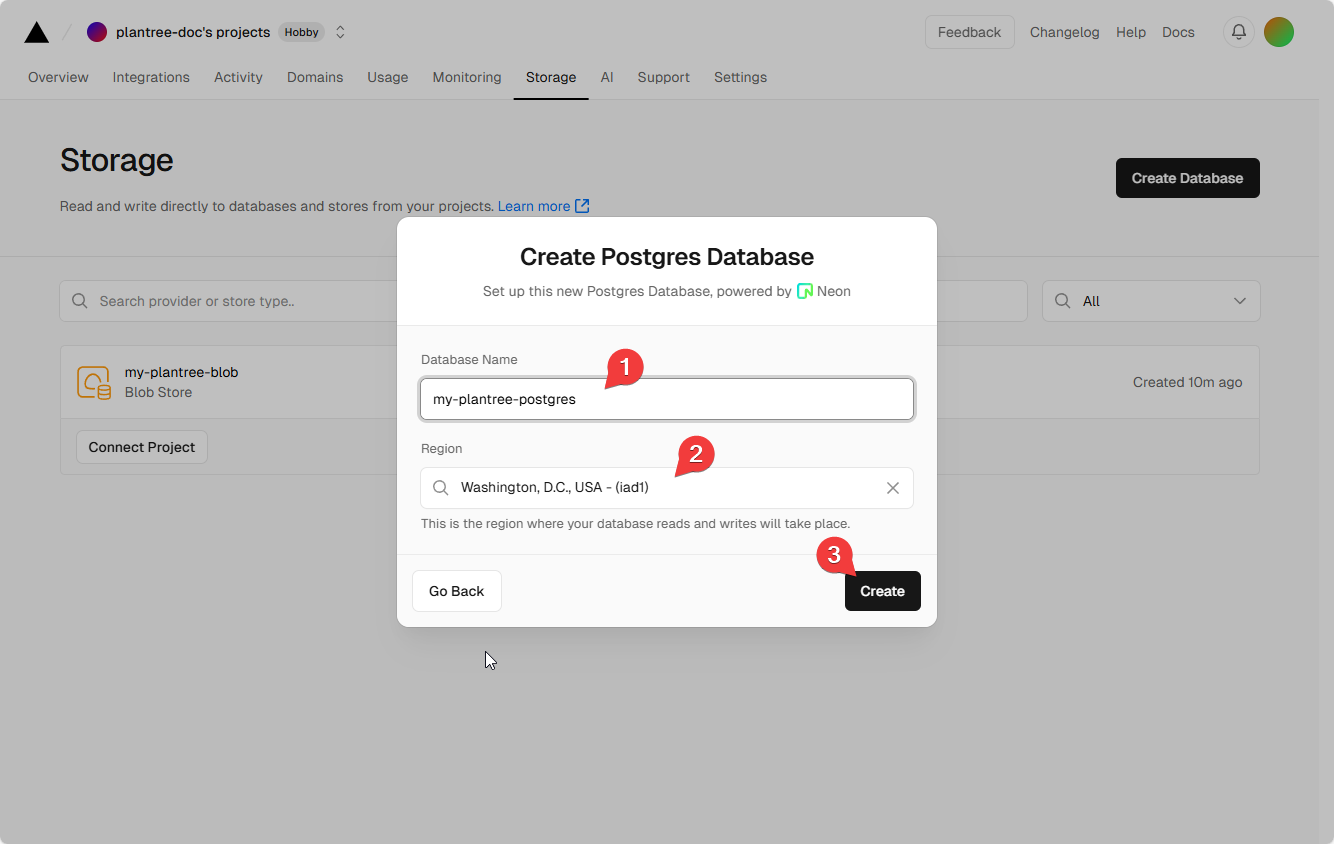 plantree-doc's projects Hobby Feedback Changelog Help Docs
Overview Integrations Activity Domains Usage Monitoring Storage AI Support Settings
Storage
Create Database
Read and write directly to databases and stores from your projects. Learn more
Create Postgres Database
Set up this new Postgres Database, powered by Neon
Search provider or store type..
All
Database Name
1
my-plantree-postgres
my-plantree-blob
Blob Store
Created 10m ago
Connect Project
Region
2
Washington, D.C., USA - (iad1)
This is the region where your database reads and writes will take place.
3
Go Back
Create